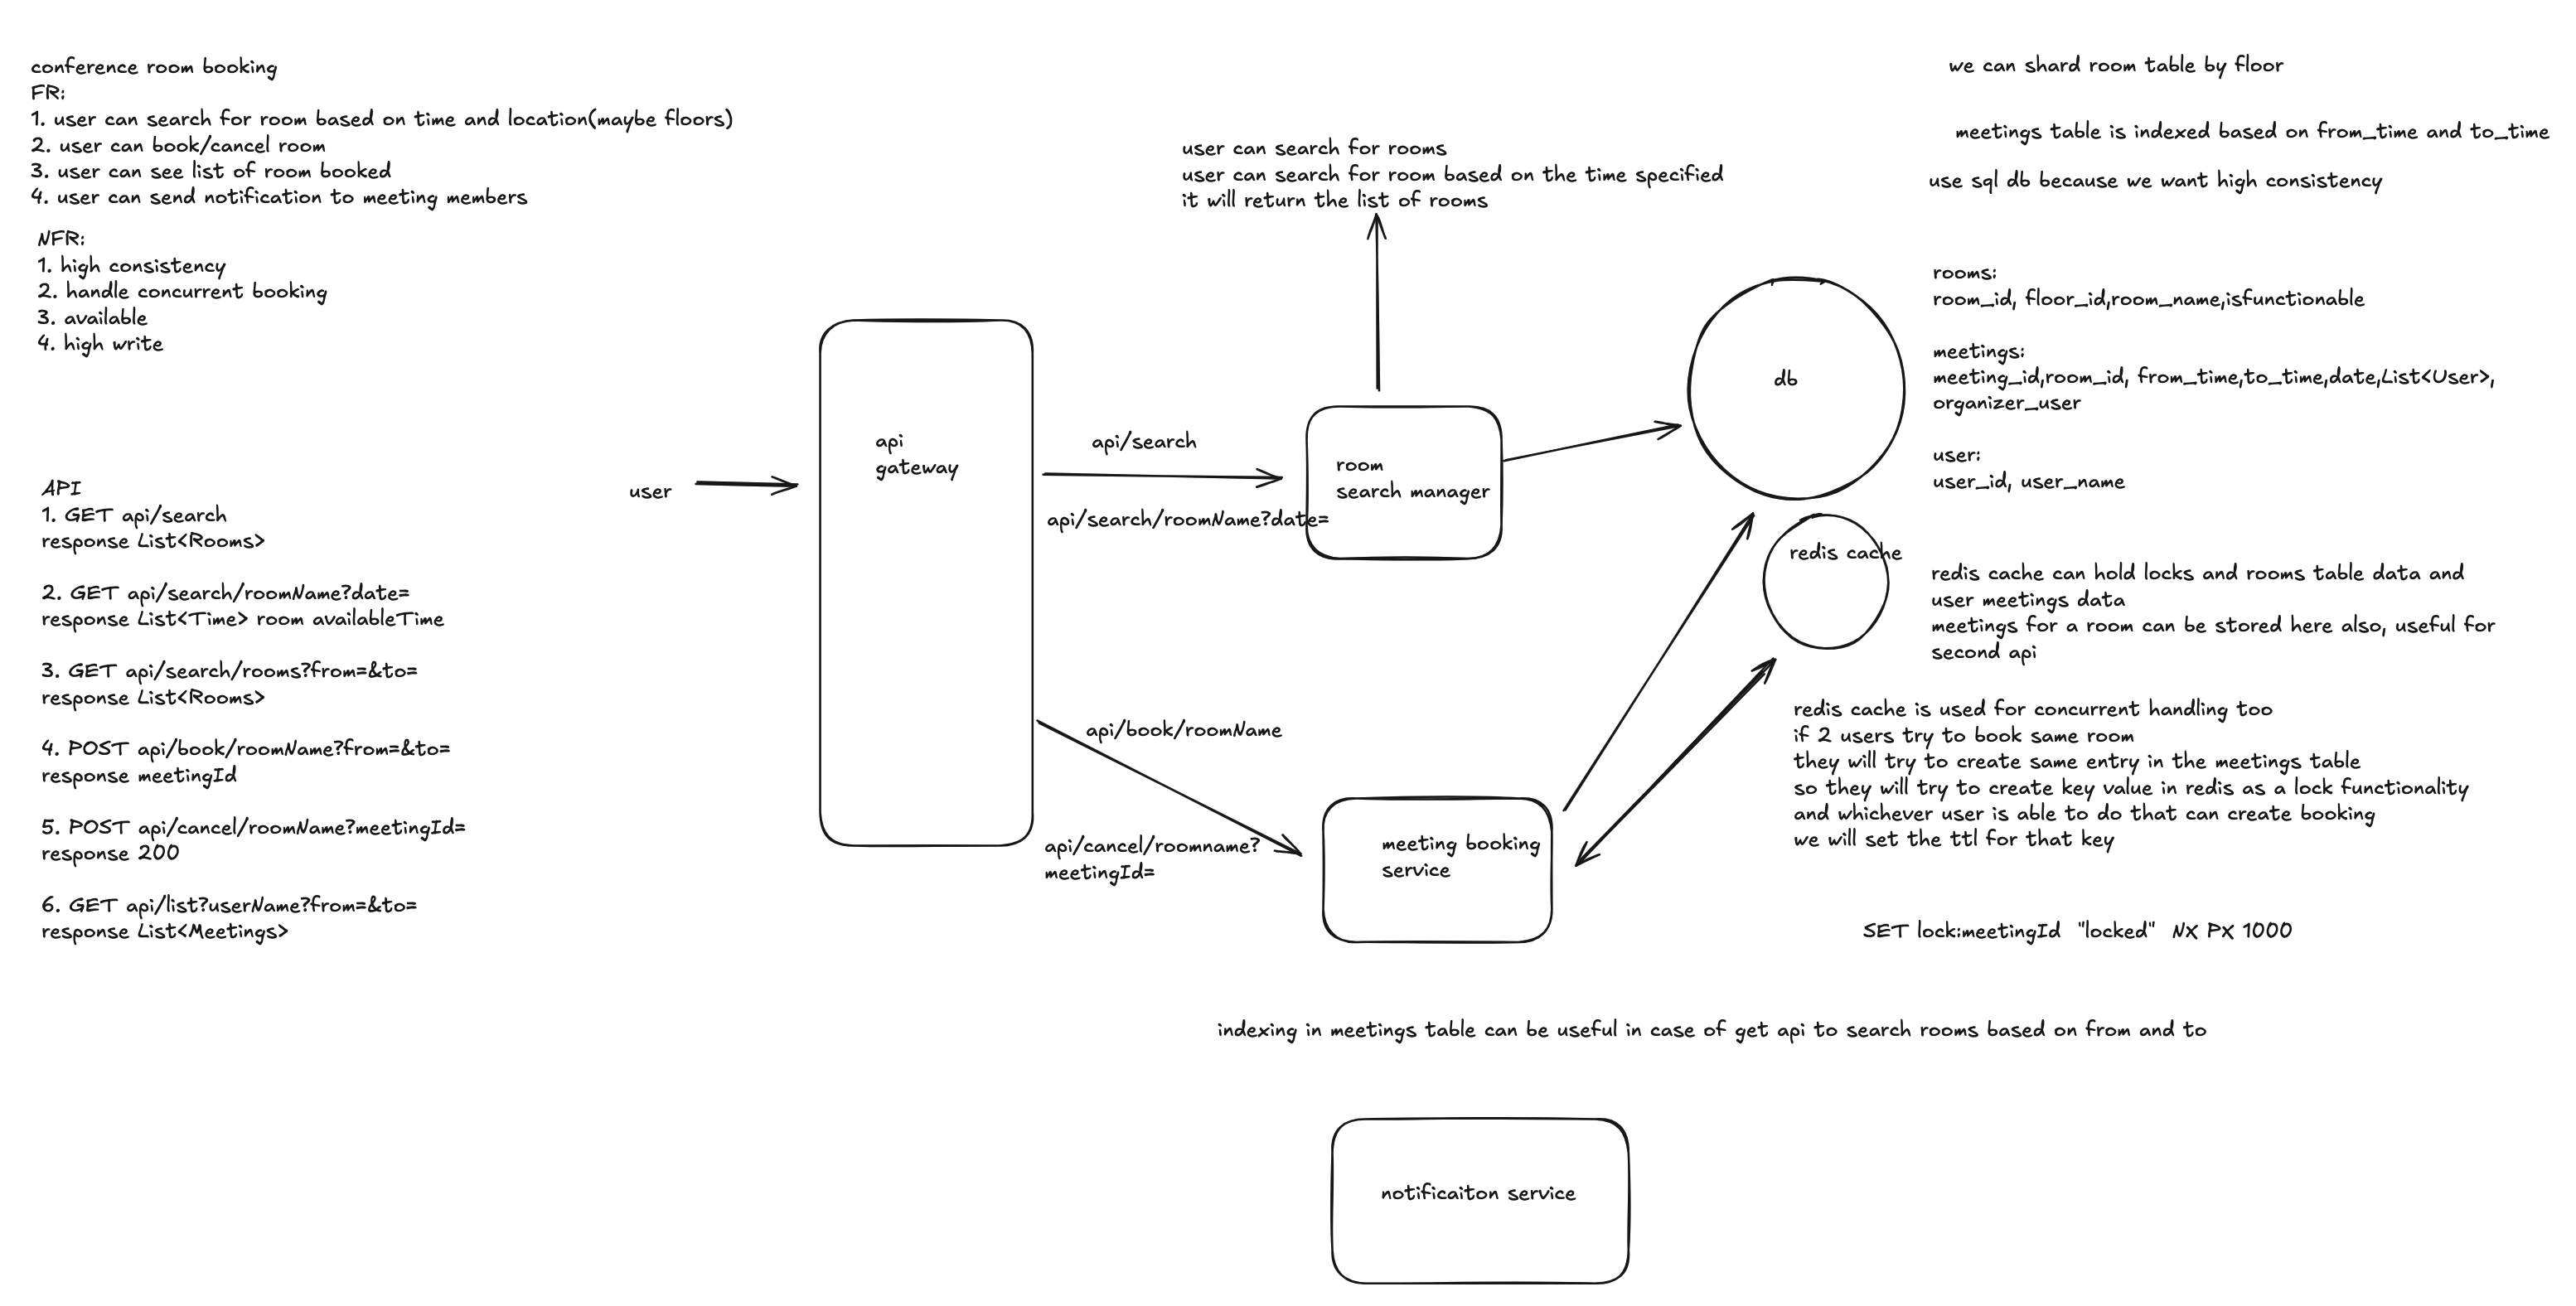 conference room booking
FR:
1. user can search for room based on time and location(maybe floors)
2. user can book/cancel room
3. user can see list of room booked
4. user can send notification to meeting members
NFR:
1. high consistency
2. handle concurrent booking
3. available
4. high write
API
1. GET api/search
response List<Rooms>
2. GET api/search/roomName?date=
response List<Time> room availableTime
3. GET api/search/rooms?from=&to=
response List<Rooms>
4. POST api/book/roomName?from=&to=
response meetingId
5. POST api/cancel/roomName?meetingId=
response 200
6. GET api/list?userName?from=&to=
response List<Meetings>
user
api
gateway
api/search
api/search/roomName?date=
api/book/roomName
api/cancel/roomname?
meetingId=
user can search for rooms
user can search for room based on the time specified
it will return the list of rooms
room
search manager
meeting booking
service
db
redis cache
we can shard room table by floor
meetings table is indexed based on from_time and to_time
use sql db because we want high consistency
rooms:
room_id, floor_id,room_name,isfunctionable
meetings:
meeting_id,room_id, from_time,to_time,date,List<User>,
organizer_user
user:
user_id, user_name
redis cache can hold locks and rooms table data and
user meetings data
meetings for a room can be stored here also, useful for
second api
redis cache is used for concurrent handling too
if 2 users try to book same room
they will try to create same entry in the meetings table
so they will try to create key value in redis as a lock functionality
and whichever user is able to do that can create booking
we will set the ttl for that key
SET lock:meetingId "locked" NX PX 1000
indexing in meetings table can be useful in case of get api to search rooms based on from and to
notificaiton service